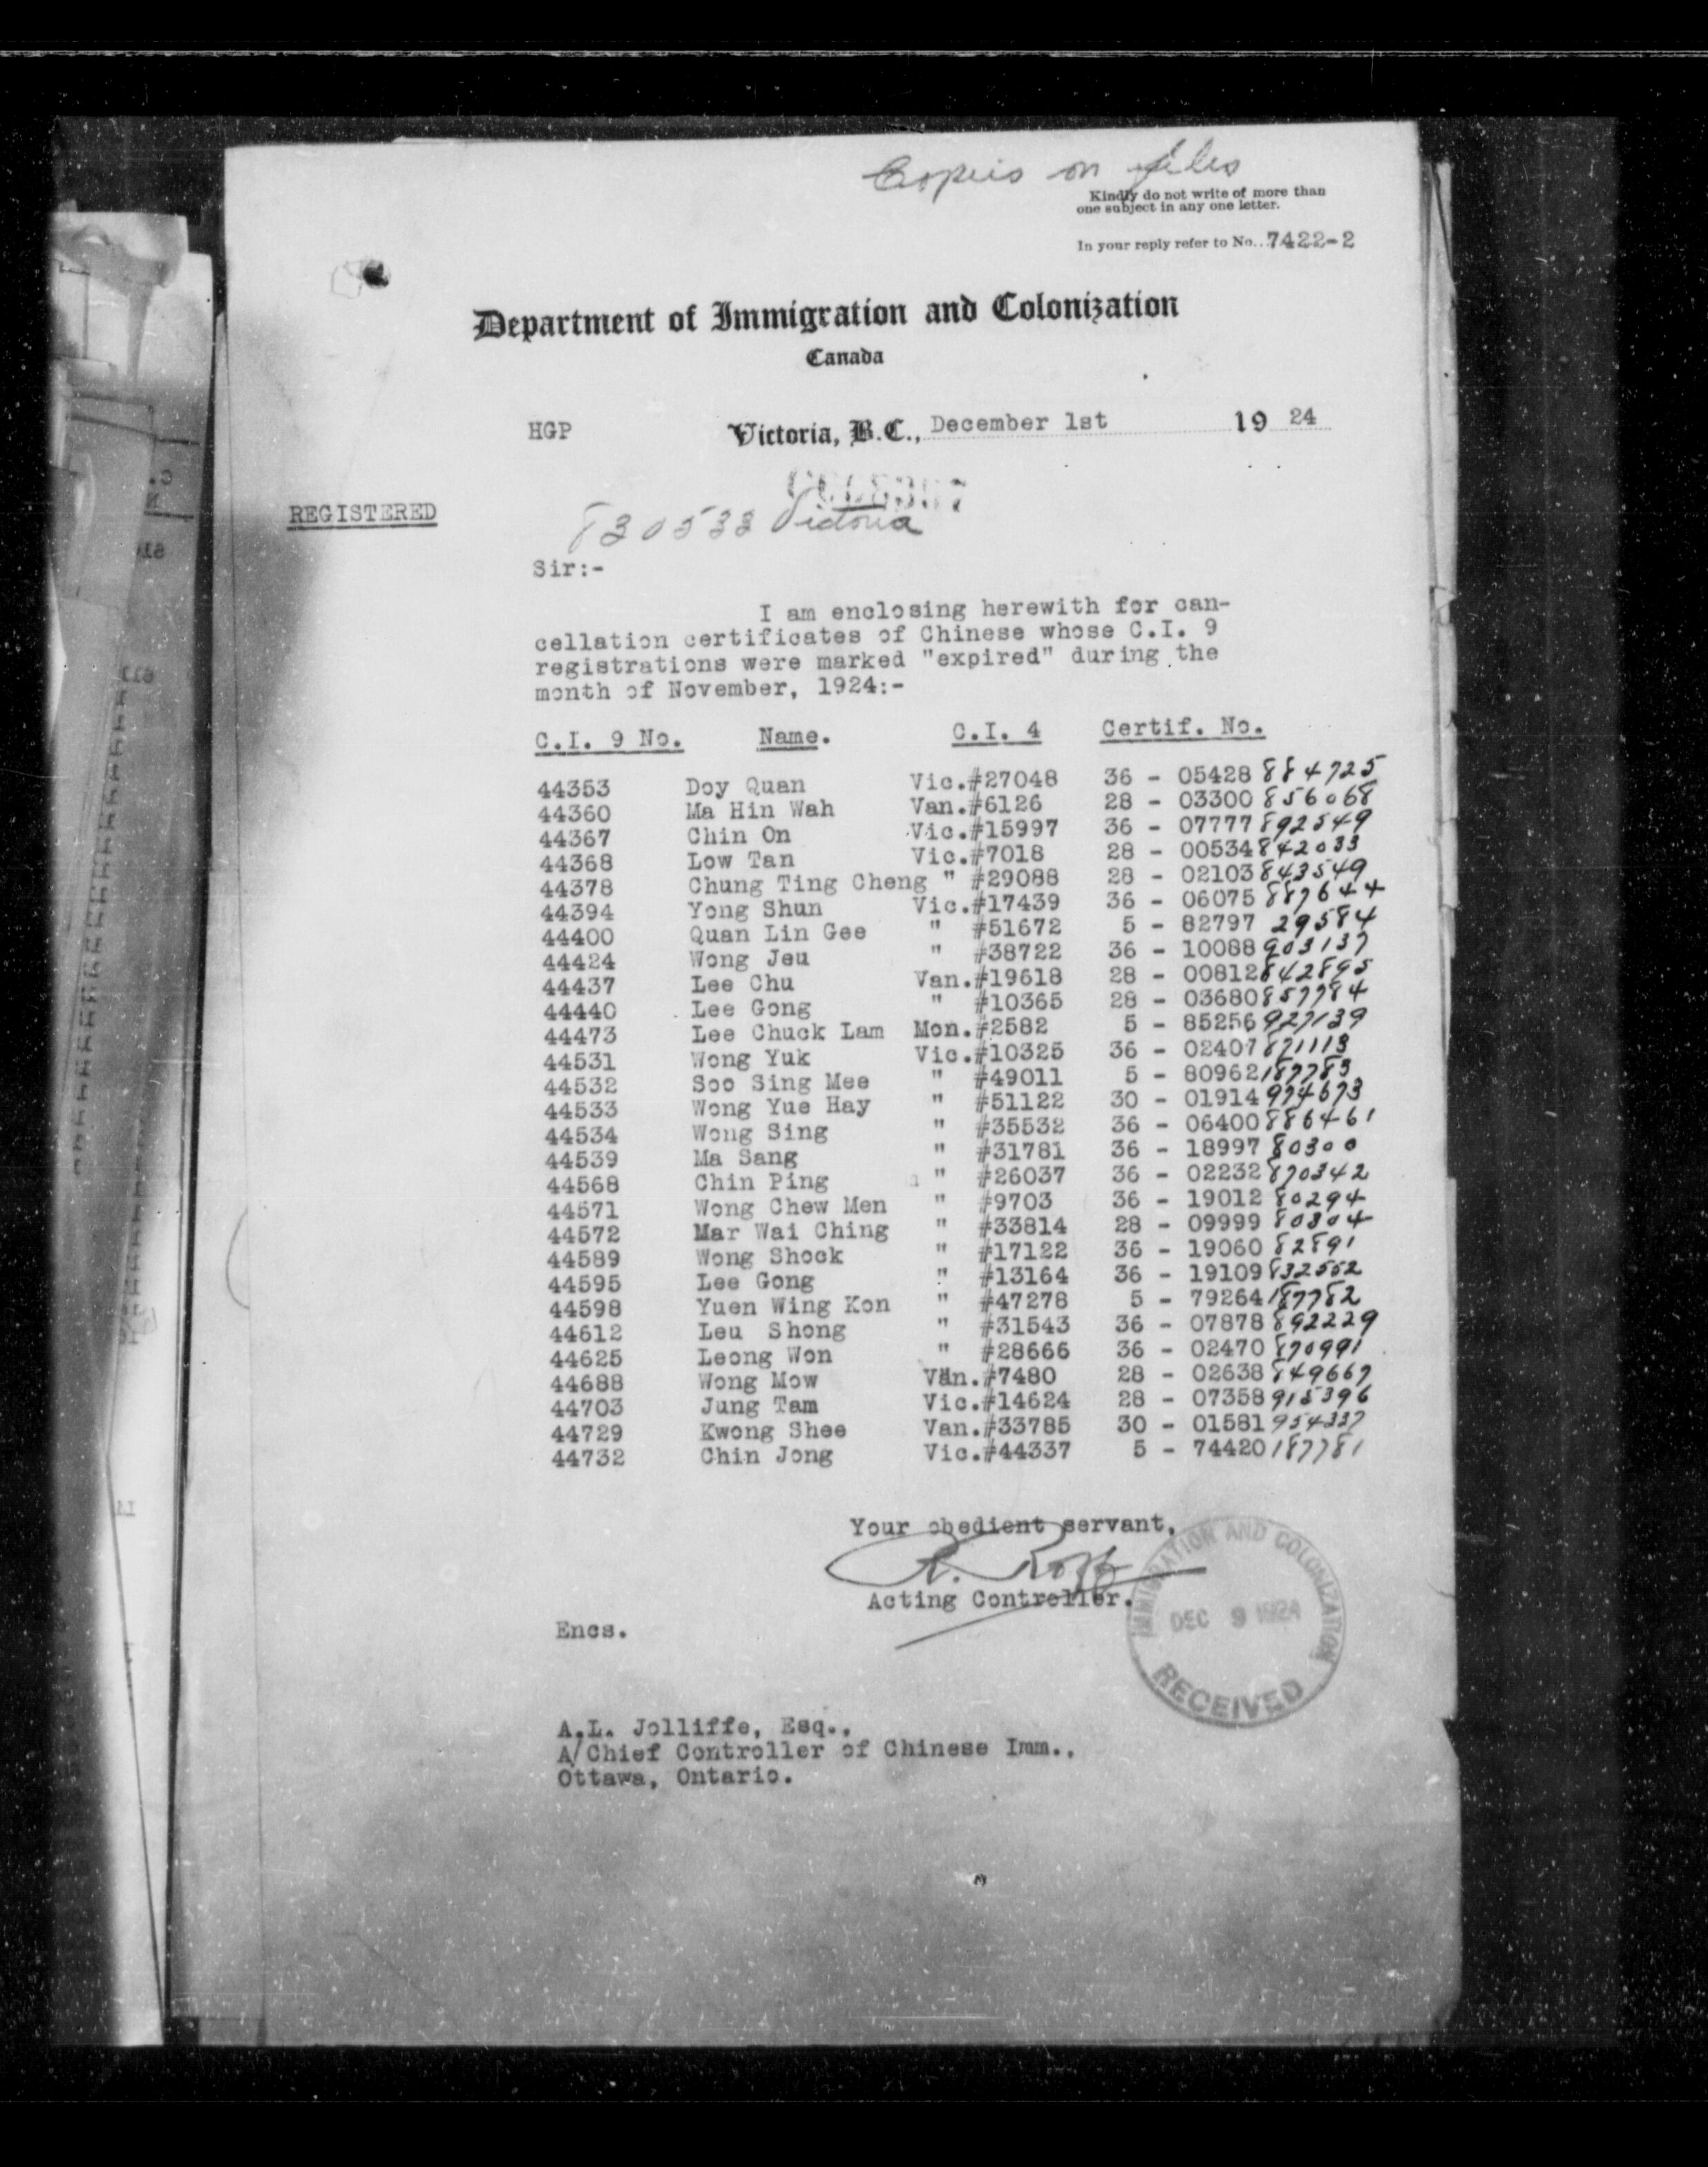 Copies on files
Kindly do not write of more than
one subject in any one letter.
In your reply refer to No...7422-2
Department of Immigration and Colonization
Canada
HGP Victoria, B.C., December 1st 19 24
REGISTERED
830533 Victoria
Sir:-
I am enclosing herewith for can-
cellation certificates of Chinese whose C.I. 9
registrations were marked "expired" during the
month of November, 1924:-
C.I. 9 No. Name. C.I. 4 Certif. No.
44353 Doy Quan Vic.#27048 36 - 05428 884725
44360 Ma Hin Wah Van.#6126 28 - 03300 856068
44367 Chin On Vic.#15997 36 - 07777 892549
44368 Low Tan Vic.#7018 28 - 00534 842033
44378 Chung Ting Cheng " #29088 28 - 02103 843549
44394 Yong Shun Vic.#17439 36 - 06075 887644
44400 Quan Lin Gee " #51672 5 - 82797 29584
44424 Wong Jeu " #38722 36 - 10088 903137
44437 Lee Chu Van.#19618 28 - 00812 842895
44440 Lee Gong " #10365 28 - 03680 857784
44473 Lee Chuck Lam Mon.#2582 5 - 85256 927139
44531 Wong Yuk Vic.#10325 36 - 02407 871113
44532 Soo Sing Mee " #49011 5 - 80962 187783
44533 Wong Yue Hay " #51122 30 - 01914 974673
44534 Wong Sing " #35532 36 - 06400 886461
44539 Ma Sang " #31781 36 - 18997 80300
44568 Chin Ping " #26037 36 - 02232 870342
44571 Wong Chew Men " #9703 36 - 19012 80294
44572 Mar Wai Ching " #33814 28 - 09999 80304
44589 Wong Shock " #17122 36 - 19060 82891
44595 Lee Gong " #13164 36 - 19109 832552
44598 Yuen Wing Kon " #47278 5 - 79264 187782
44612 Leu Shong " #31543 36 - 07878 892229
44625 Leong Won " #28666 36 - 02470 870991
44688 Wong Mow Van.#7480 28 - 02638 849667
44703 Jung Tam Vic.#14624 28 - 07358 915396
44729 Kwong Shee Van.#33785 30 - 01581 954337
44732 Chin Jong Vic.#44337 5 - 74420 187781
Your obedient servant,
A. Ross
Acting Controller.
IMMIGRATION AND COLONIZATION
DEC 9 1924
RECEIVED
Encs.
A.L. Jolliffe, Esq.,
A/Chief Controller of Chinese Imm.,
Ottawa, Ontario.